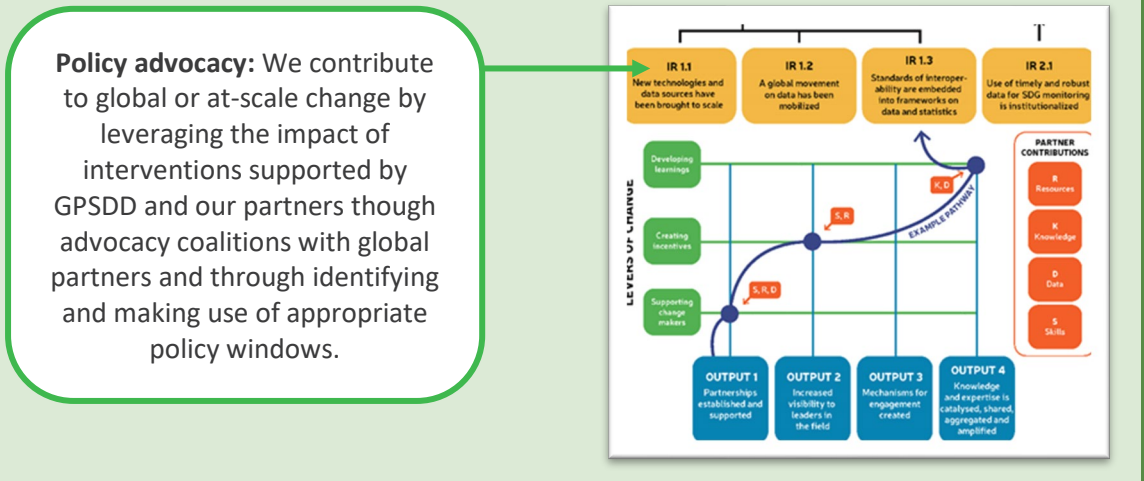 Policy advocacy: We contribute
to global or at-scale change by
leveraging the impact of
interventions supported by
GPSDD and our partners though
advocacy coalitions with global
partners and through identifying
and making use of appropriate
policy windows.
IR 1.1
New technologies and
data sources have
been brought to scale
IR 1.2
A global movement
on data has been
mobilized
IR 1.3
Standards of interoper-
ability are embedded
into frameworks on
data and statistics
IR 2.1
Use of timely and robust
data for SDG monitoring
is institutionalized
LEVERS OF CHANGE
Developing
learnings
Creating
incentives
Supporting
change
makers
K, D
S, R
S, R, D
EXAMPLE PATHWAY
PARTNER
CONTRIBUTIONS
R
Resources
K
Knowledge
D
Data
S
Skills
OUTPUT 1
Partnerships
established and
supported
OUTPUT 2
Increased
visibility to
leaders in
the field
OUTPUT 3
Mechanisms for
engagement
created
OUTPUT 4
Knowledge
and expertise is
catalysed, shared,
aggregated and
amplified